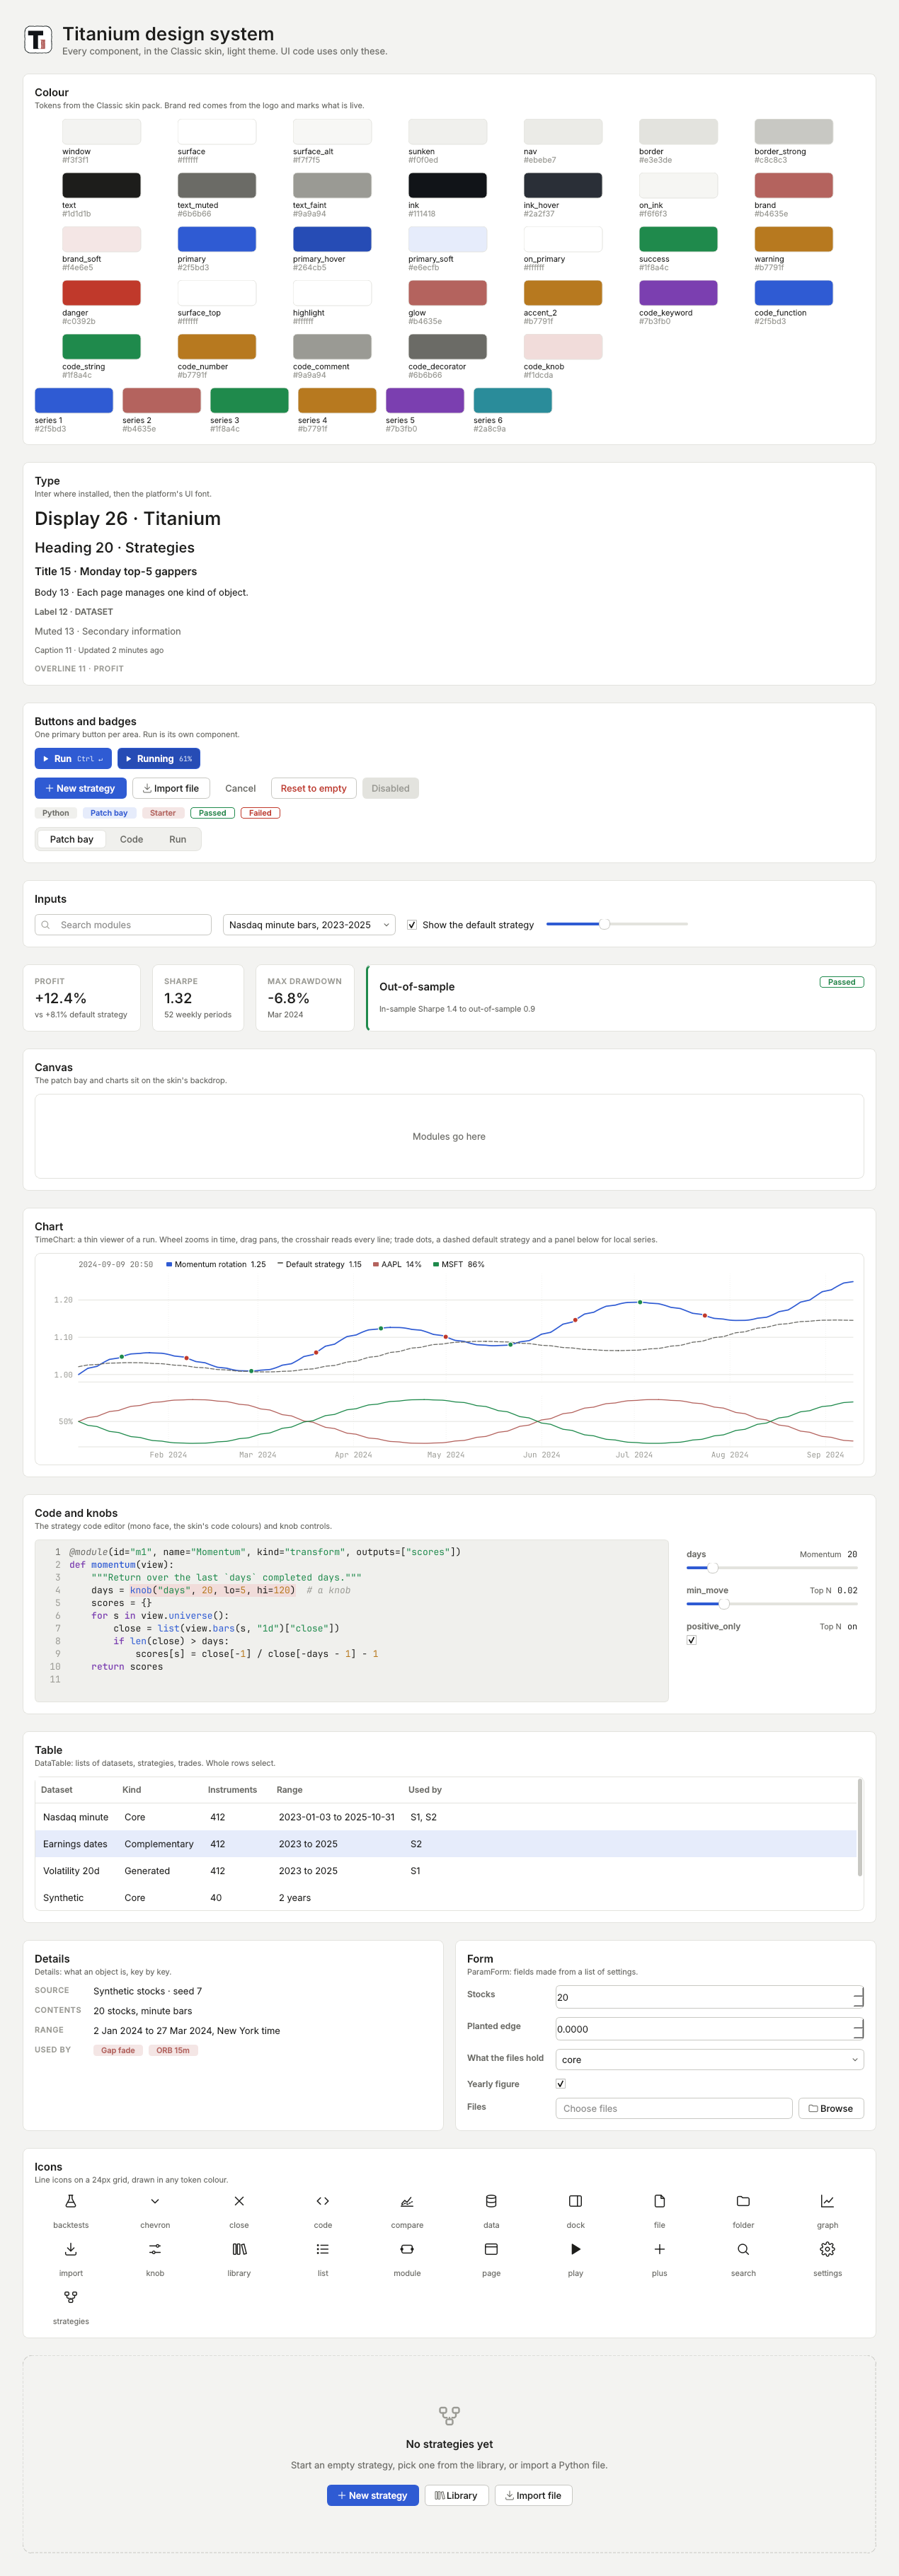 Titanium design system
Every component, in the Classic skin, light theme. UI code uses only these.
Colour
Tokens from the Classic skin pack. Brand red comes from the logo and marks what is live.
window surface surface_alt sunken nav border border_strong
#f3f3f1 #ffffff #f7f7f5 #f0f0ed #ebebe7 #e3e3de #c8c8c3
text text_muted text_faint ink ink_hover on_ink brand
#1d1d1b #6b6b66 #9a9a94 #111418 #2a2f37 #f6f6f3 #b4635e
brand_soft primary primary_hover primary_soft on_primary success warning
#f4e6e5 #2f5bd3 #264cb5 #e6ecfb #ffffff #1f8a4c #b7791f
danger surface_top highlight glow accent_2 code_keyword code_function
#c0392b #ffffff #ffffff #b4635e #b7791f #7b3fb0 #2f5bd3
code_string code_number code_comment code_decorator code_knob
#1f8a4c #b7791f #9a9a94 #6b6b66 #f1dcda
series 1 series 2 series 3 series 4 series 5 series 6
#2f5bd3 #b4635e #1f8a4c #b7791f #7b3fb0 #2a8c9a
Type
Inter where installed, then the platform's UI font.
Display 26 · Titanium
Heading 20 · Strategies
Title 15 · Monday top-5 gappers
Body 13 · Each page manages one kind of object.
Label 12 · DATASET
Muted 13 · Secondary information
Caption 11 · Updated 2 minutes ago
OVERLINE 11 · PROFIT
Buttons and badges
One primary button per area. Run is its own component.
Run Ctrl ↵ Running 61%
New strategy Import file Cancel Reset to empty Disabled
Python Patch bay Starter Passed Failed
Patch bay Code Run
Inputs
Search modules Nasdaq minute bars, 2023-2025 Show the default strategy
PROFIT SHARPE MAX DRAWDOWN Out-of-sample Passed
+12.4% 1.32 -6.8%
vs +8.1% default strategy 52 weekly periods Mar 2024 In-sample Sharpe 1.4 to out-of-sample 0.9
Canvas
The patch bay and charts sit on the skin's backdrop.
Modules go here
Chart
TimeChart: a thin viewer of a run. Wheel zooms in time, drag pans, the crosshair reads every line; trade dots, a dashed default strategy and a panel below for local series.
2024-09-09 20:50 Momentum rotation 1.25 Default strategy 1.15 AAPL 14% MSFT 86%
1.20
1.10
1.00
50%
Feb 2024 Mar 2024 Apr 2024 May 2024 Jun 2024 Jul 2024 Aug 2024 Sep 2024
Code and knobs
The strategy code editor (mono face, the skin's code colours) and knob controls.
1 @module(id="m1", name="Momentum", kind="transform", outputs=["scores"])
2 def momentum(view):
3 """Return over the last `days` completed days."""
4 days = knob("days", 20, lo=5, hi=120) # a knob
5 scores = {}
6 for s in view.universe():
7 close = list(view.bars(s, "1d")["close"])
8 if len(close) > days:
9 scores[s] = close[-1] / close[-days - 1] - 1
10 return scores
11
days Momentum 20
min_move Top N 0.02
positive_only Top N on
Table
DataTable: lists of datasets, strategies, trades. Whole rows select.
Dataset Kind Instruments Range Used by
Nasdaq minute Core 412 2023-01-03 to 2025-10-31 S1, S2
Earnings dates Complementary 412 2023 to 2025 S2
Volatility 20d Generated 412 2023 to 2025 S1
Synthetic Core 40 2 years
Details
Details: what an object is, key by key.
SOURCE Synthetic stocks · seed 7
CONTENTS 20 stocks, minute bars
RANGE 2 Jan 2024 to 27 Mar 2024, New York time
USED BY Gap fade ORB 15m
Form
ParamForm: fields made from a list of settings.
Stocks 20
Planted edge 0.0000
What the files hold core
Yearly figure
Files Choose files Browse
Icons
Line icons on a 24px grid, drawn in any token colour.
backtests chevron close code compare data dock file folder graph
import knob library list module page play plus search settings
strategies
No strategies yet
Start an empty strategy, pick one from the library, or import a Python file.
New strategy Library Import file